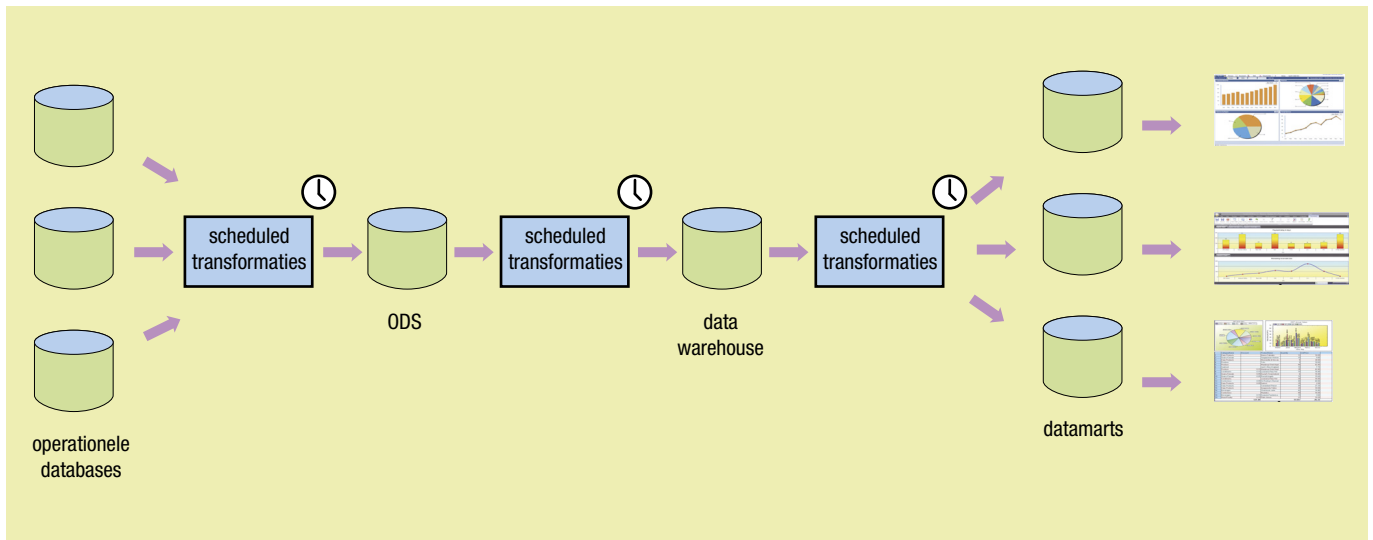 scheduled
transformaties
scheduled
transformaties
scheduled
transformaties
ODS
data
warehouse
operationele
databases
datamarts